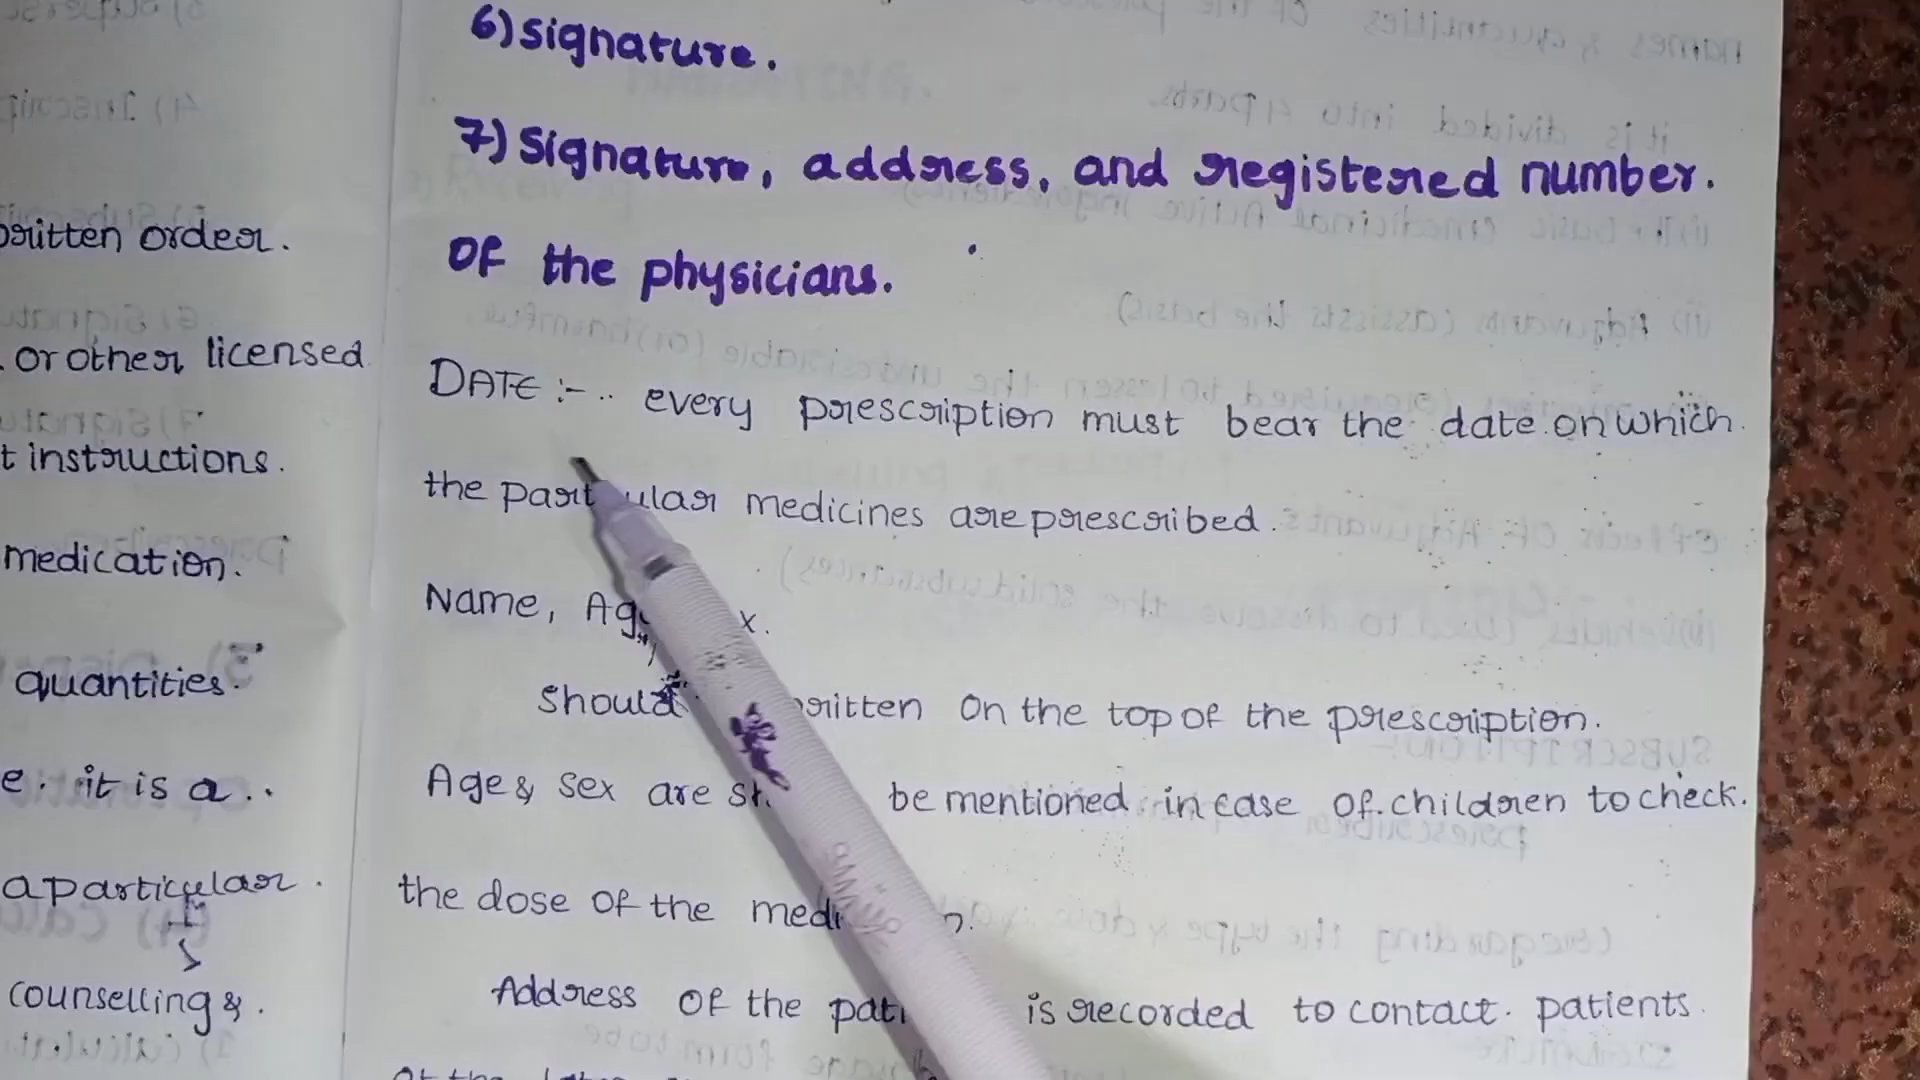 written order.
. or other licensed
t instructions.
medication.
quantities.
e. it is a ..
a particular.
counselling &.
6) signature.
7) Signature, address, and registered number.
OF the physicians.
DATE :- .. every prescription must bear the date on which.
the particular medicines are prescribed.
Name,
should written on the top of the prescription.
Age & sex are be mentioned in case of children to check.
the dose of the
Address of the is recorded to contact. patients.